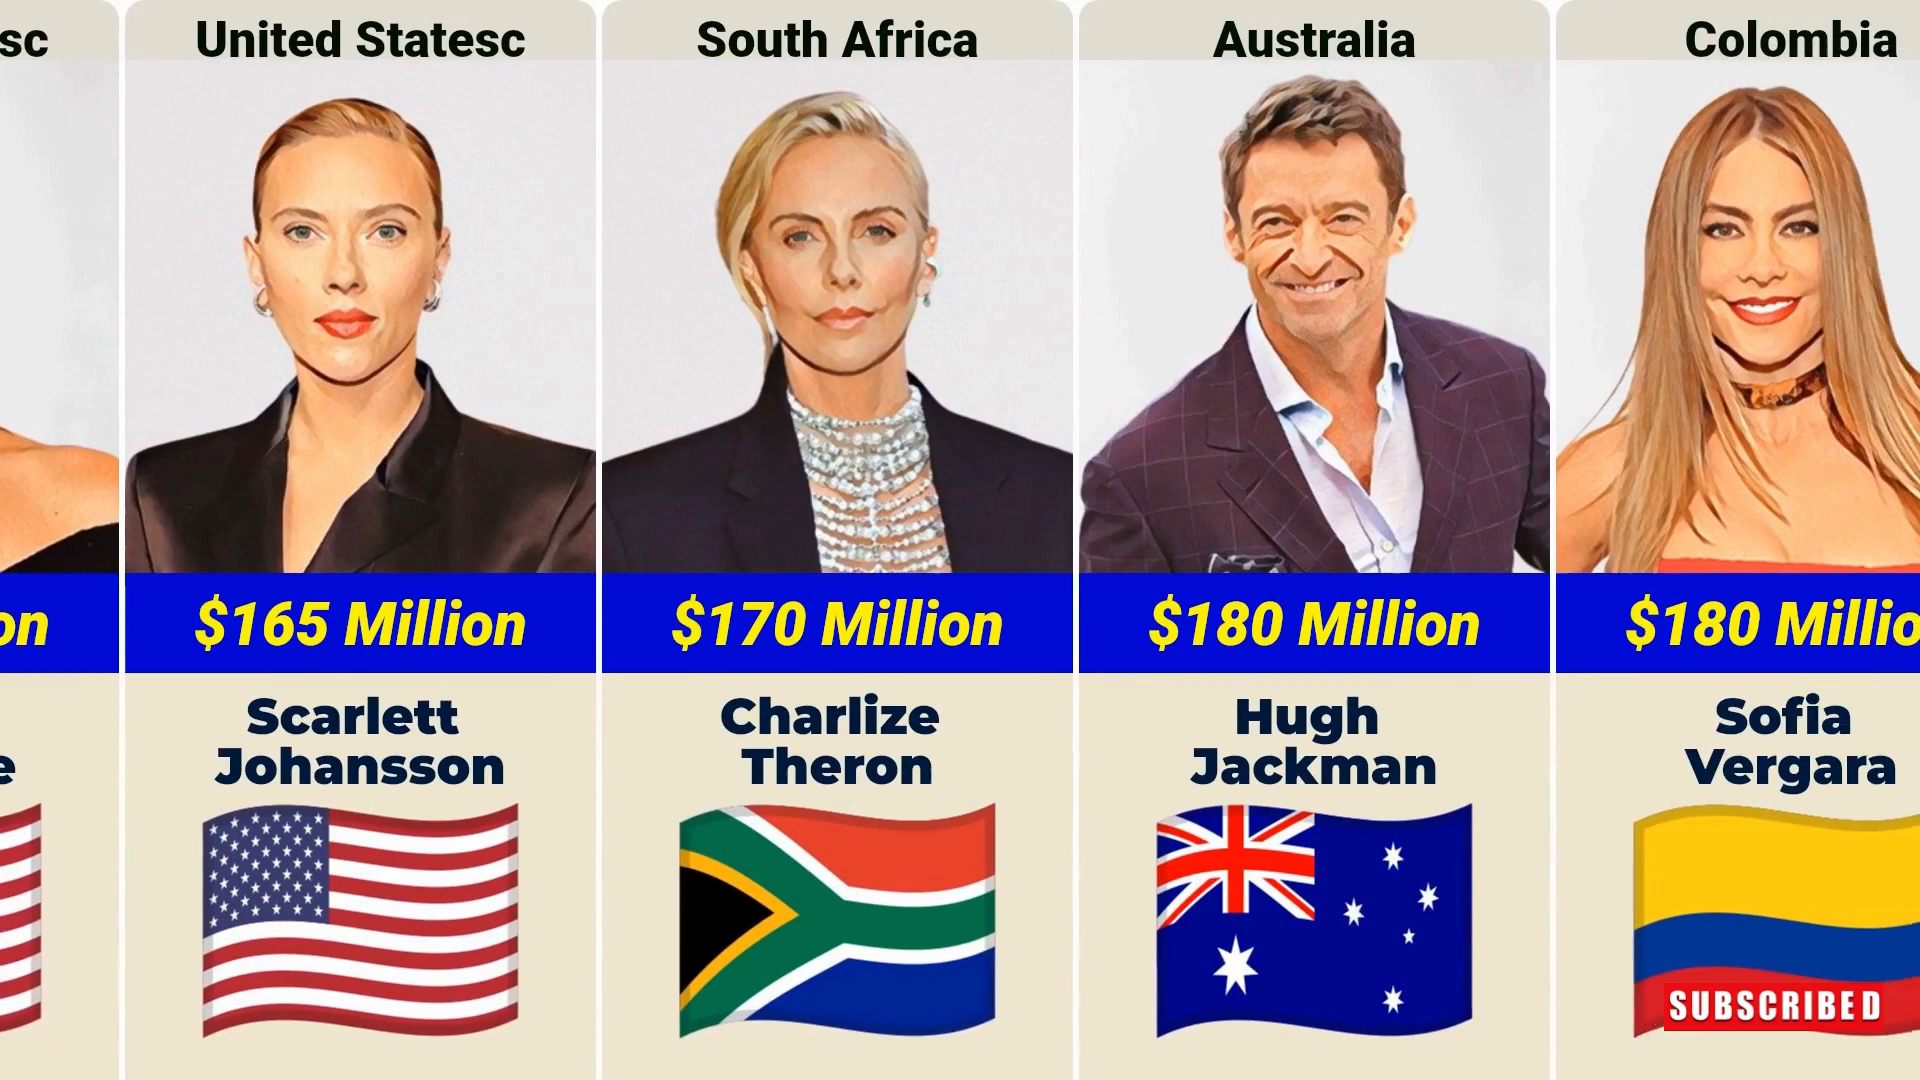 sc
on
e
United Statesc
$165 Million
Scarlett
Johansson
South Africa
$170 Million
Charlize
Theron
Australia
$180 Million
Hugh
Jackman
Colombia
$180 Millio
Sofia
Vergara
SUBSCRIBED